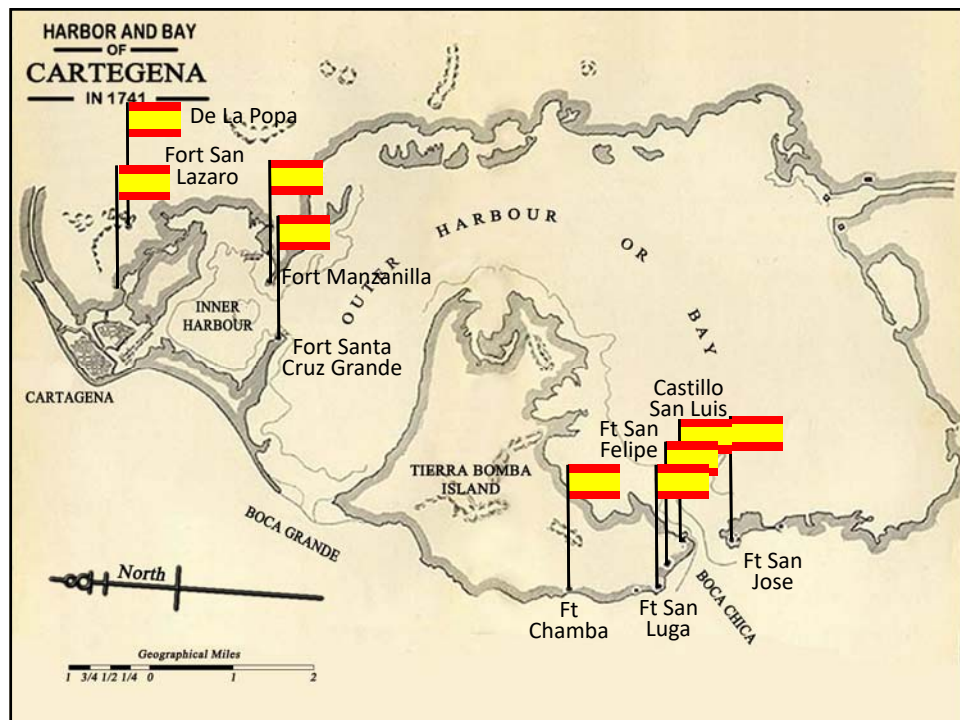 HARBOR AND BAY
OF
CARTEGENA
IN 1741
De La Popa
Fort San
Lazaro
Fort Manzanilla
Fort Santa
Cruz Grande
INNER
HARBOUR
OUTER HARBOUR OR BAY
CARTAGENA
Castillo
San Luis
Ft San
Felipe
TIERRA BOMBA
ISLAND
BOCA GRANDE
Ft San
Jose
Ft
Chamba
Ft San
Luga
BOCA CHICA
North
Geographical Miles
1 3/4 1/2 1/4 0 1 2